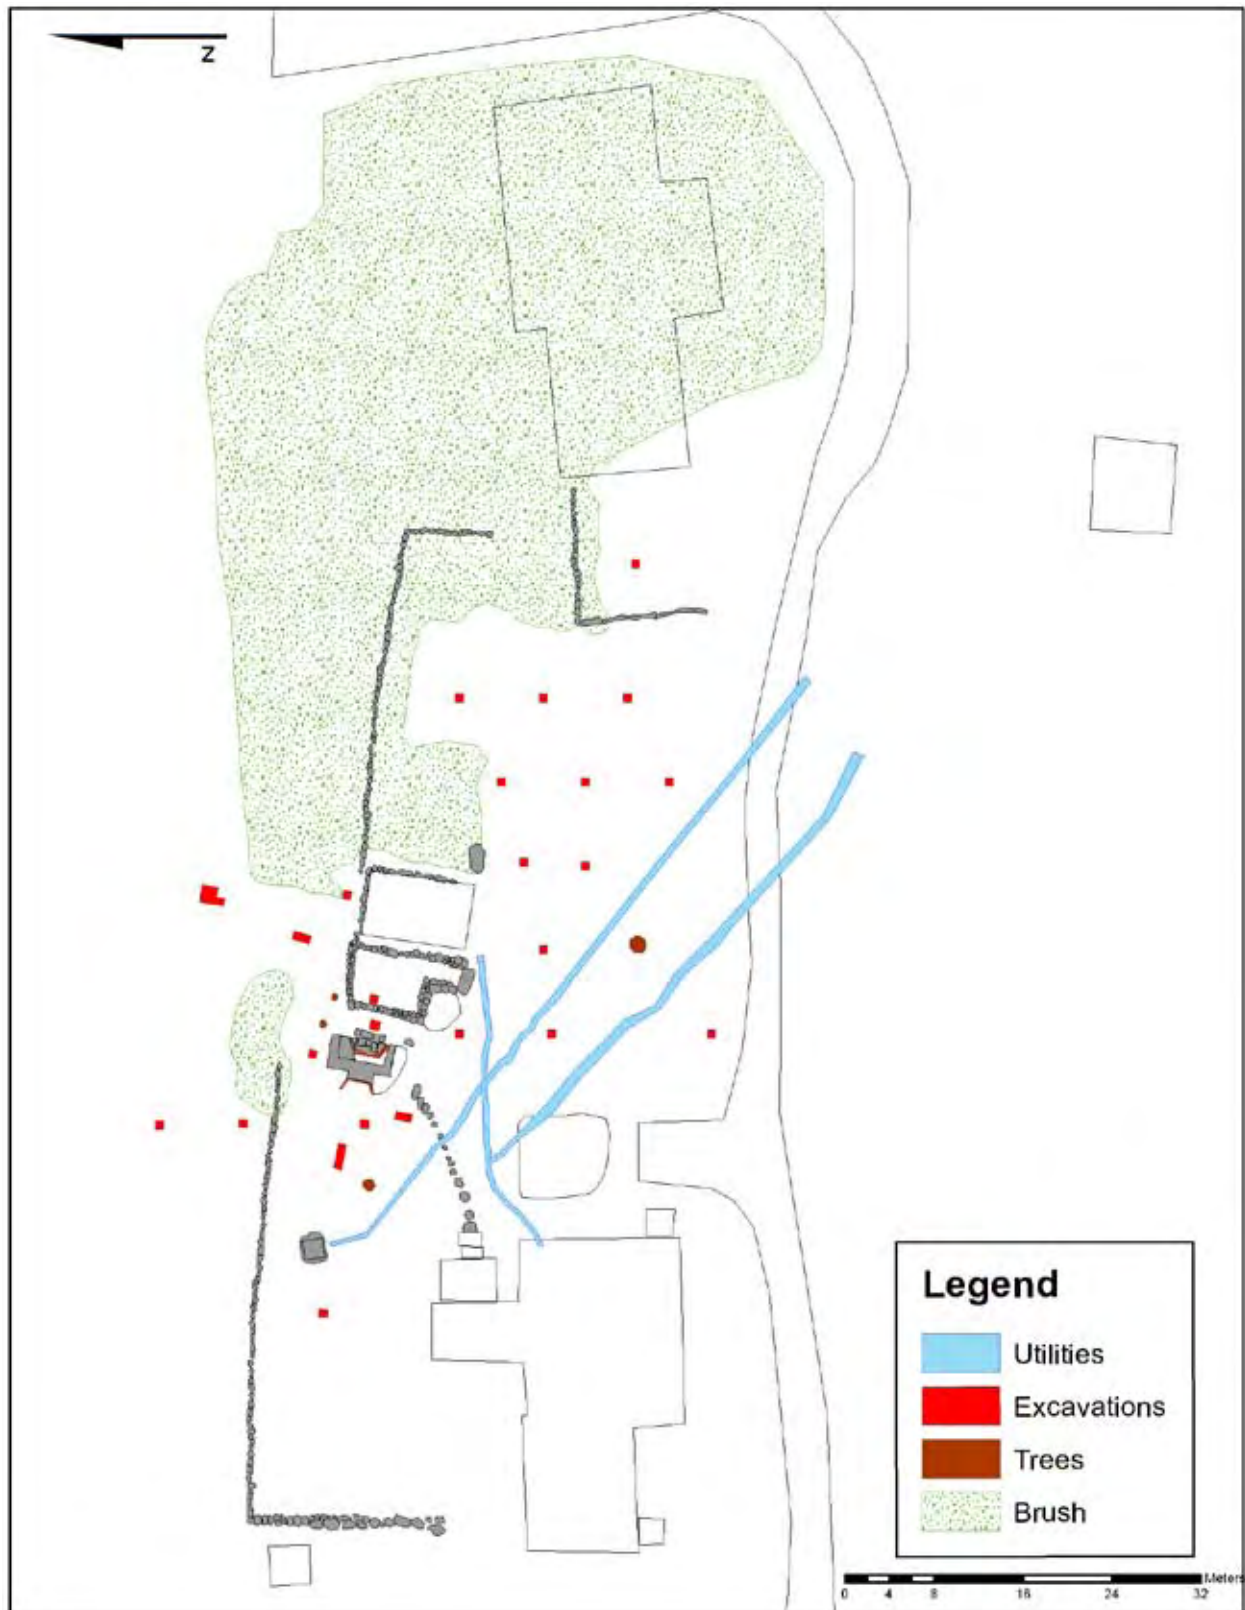 Z
Legend
Utilities
Excavations
Trees
Brush
Meters
0 4 8 16 24 32